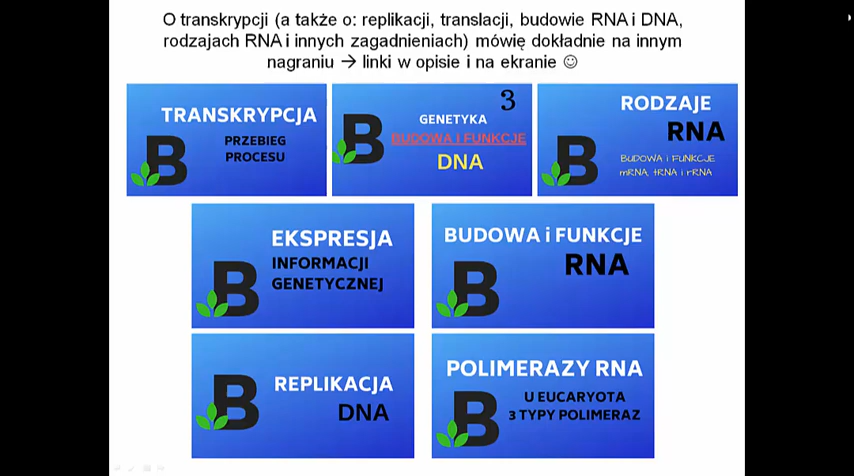 O transkrypcji (a także o: replikacji, translacji, budowie RNA i DNA,
rodzajach RNA i innych zagadnieniach) mówię dokładnie na innym
nagraniu → linki w opisie i na ekranie ☺
TRANSKRYPCJA
PRZEBIEG
PROCESU
B
3
GENETYKA
BUDOWA I FUNKCJE
DNA
B
RODZAJE
RNA
BUDOWA i FUNKCJE
mRNA, tRNA i rRNA
B
EKSPRESJA
INFORMACJI
GENETYCZNEJ
B
BUDOWA i FUNKCJE
RNA
B
REPLIKACJA
DNA
B
POLIMERAZY RNA
U EUCARYOTA
3 TYPY POLIMERAZ
B